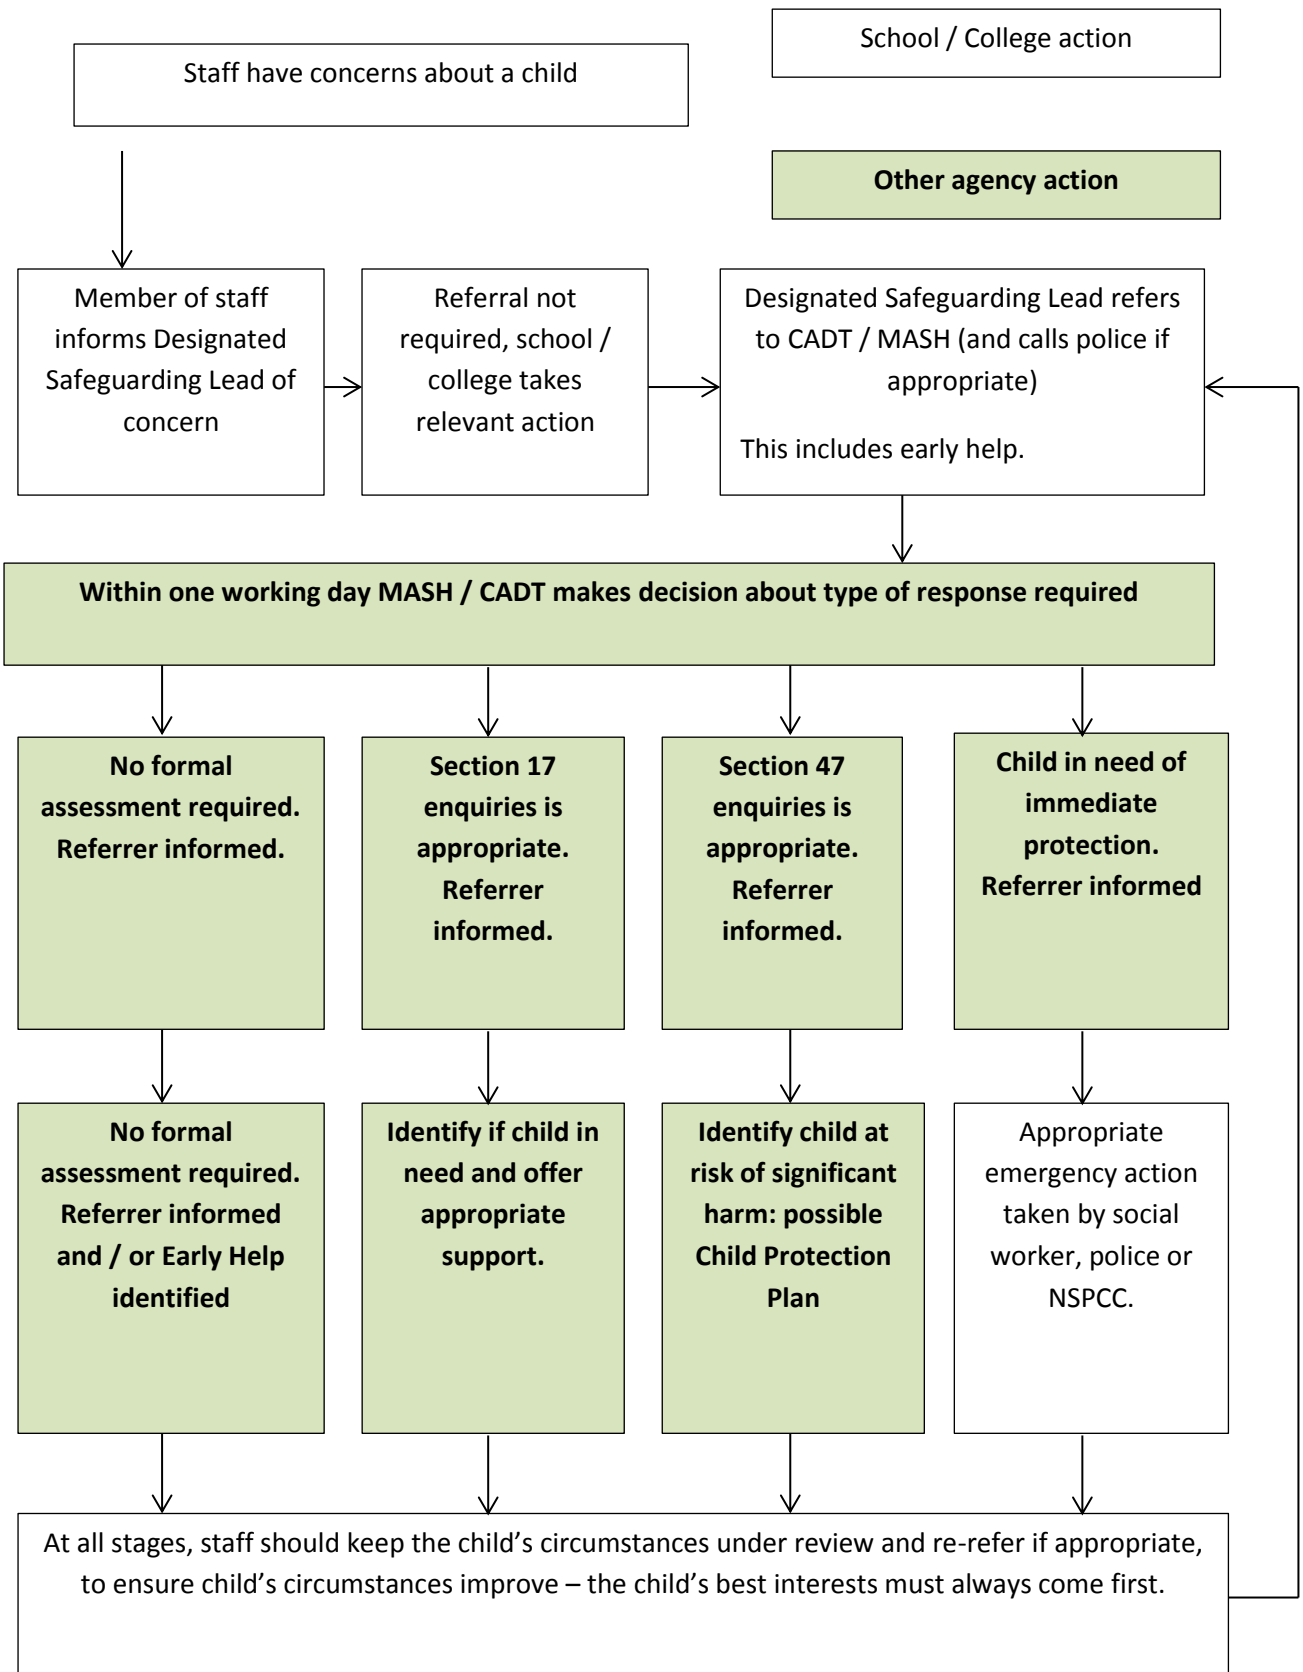 School / College action
Staff have concerns about a child
Other agency action
Member of staff
informs Designated
Safeguarding Lead of
concern
Referral not
required, school /
college takes
relevant action
Designated Safeguarding Lead refers
to CADT / MASH (and calls police if
appropriate)
This includes early help.
Within one working day MASH / CADT makes decision about type of response required
No formal
assessment required.
Referrer informed.
Section 17
enquiries is
appropriate.
Referrer
informed.
Section 47
enquiries is
appropriate.
Referrer
informed.
Child in need of
immediate
protection.
Referrer informed
No formal
assessment required.
Referrer informed
and / or Early Help
identified
Identify if child in
need and offer
appropriate
support.
Identify child at
risk of significant
harm: possible
Child Protection
Plan
Appropriate
emergency action
taken by social
worker, police or
NSPCC.
At all stages, staff should keep the child’s circumstances under review and re-refer if appropriate,
to ensure child’s circumstances improve – the child’s best interests must always come first.